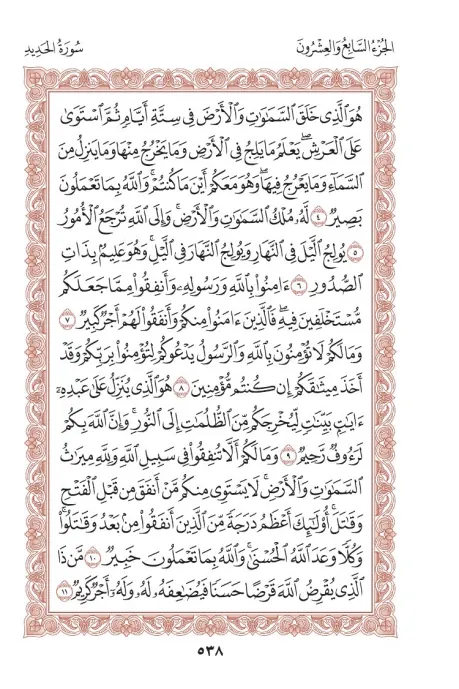 الجزء السابع والعشرون
سورة الحديد
هُوَ ٱلَّذِى خَلَقَ ٱلسَّمَٰوَٰتِ وَٱلْأَرْضَ فِى سِتَّةِ أَيَّامٍ ثُمَّ ٱسْتَوَىٰ
عَلَى ٱلْعَرْشِ ۖ يَعْلَمُ مَا يَلِجُ فِى ٱلْأَرْضِ وَمَا يَخْرُجُ مِنْهَا وَمَا يَنزِلُ مِنَ
ٱلسَّمَآءِ وَمَا يَعْرُجُ فِيهَا ۖ وَهُوَ مَعَكُمْ أَيْنَ مَا كُنتُمْ ۚ وَٱللَّهُ بِمَا تَعْمَلُونَ
بَصِيرٌ ٤ لَّهُۥ مُلْكُ ٱلسَّمَٰوَٰتِ وَٱلْأَرْضِ ۚ وَإِلَى ٱللَّهِ تُرْجَعُ ٱلْأُمُورُ
٥ يُولِجُ ٱلَّيْلَ فِى ٱلنَّهَارِ وَيُولِجُ ٱلنَّهَارَ فِى ٱلَّيْلِ ۚ وَهُوَ عَلِيمٌۢ بِذَاتِ
ٱلصُّدُورِ ٦ ءَامِنُوا۟ بِٱللَّهِ وَرَسُولِهِۦ وَأَنفِقُوا۟ مِمَّا جَعَلَكُم
مُّسْتَخْلَفِينَ فِيهِ ۖ فَٱلَّذِينَ ءَامَنُوا۟ مِنكُمْ وَأَنفَقُوا۟ لَهُمْ أَجْرٌ كَبِيرٌ ٧
وَمَا لَكُمْ لَا تُؤْمِنُونَ بِٱللَّهِ ۙ وَٱلرَّسُولُ يَدْعُوكُمْ لِتُؤْمِنُوا۟ بِرَبِّكُمْ وَقَدْ
أَخَذَ مِيثَٰقَكُمْ إِن كُنتُم مُّؤْمِنِينَ ٨ هُوَ ٱلَّذِى يُنَزِّلُ عَلَىٰ عَبْدِهِۦٓ
ءَايَٰتٍۭ بَيِّنَٰتٍ لِّيُخْرِجَكُم مِّنَ ٱلظُّلُمَٰتِ إِلَى ٱلنُّورِ ۚ وَإِنَّ ٱللَّهَ بِكُمْ
لَرَءُوفٌ رَّحِيمٌ ٩ وَمَا لَكُمْ أَلَّا تُنفِقُوا۟ فِى سَبِيلِ ٱللَّهِ وَلِلَّهِ مِيرَٰثُ
ٱلسَّمَٰوَٰتِ وَٱلْأَرْضِ ۚ لَا يَسْتَوِى مِنكُم مَّنْ أَنفَقَ مِن قَبْلِ ٱلْفَتْحِ
وَقَٰتَلَ ۚ أُو۟لَٰٓئِكَ أَعْظَمُ دَرَجَةً مِّنَ ٱلَّذِينَ أَنفَقُوا۟ مِنۢ بَعْدُ وَقَٰتَلُوا۟ ۚ
وَكُلًّا وَعَدَ ٱللَّهُ ٱلْحُسْنَىٰ ۚ وَٱللَّهُ بِمَا تَعْمَلُونَ خَبِيرٌ ١٠ مَّن ذَا
ٱلَّذِى يُقْرِضُ ٱللَّهَ قَرْضًا حَسَنًا فَيُضَٰعِفَهُۥ لَهُۥ وَلَهُۥٓ أَجْرٌ كَرِيمٌ ١١
٥٣٨